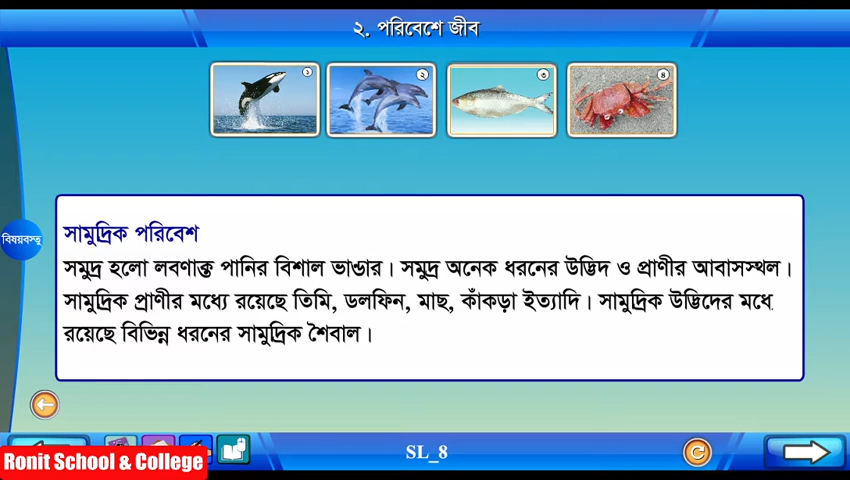 ২. পরিবেশে জীব
১
২
৩
৪
বিষয়বস্তু
সামুদ্রিক পরিবেশ
সমুদ্র হলো লবণাক্ত পানির বিশাল ভাণ্ডার। সমুদ্র অনেক ধরনের উদ্ভিদ ও প্রাণীর আবাসস্থল।
সামুদ্রিক প্রাণীর মধ্যে রয়েছে তিমি, ডলফিন, মাছ, কাঁকড়া ইত্যাদি। সামুদ্রিক উদ্ভিদের মধ্যে
রয়েছে বিভিন্ন ধরনের সামুদ্রিক শৈবাল।
SL_8
Ronit School & College